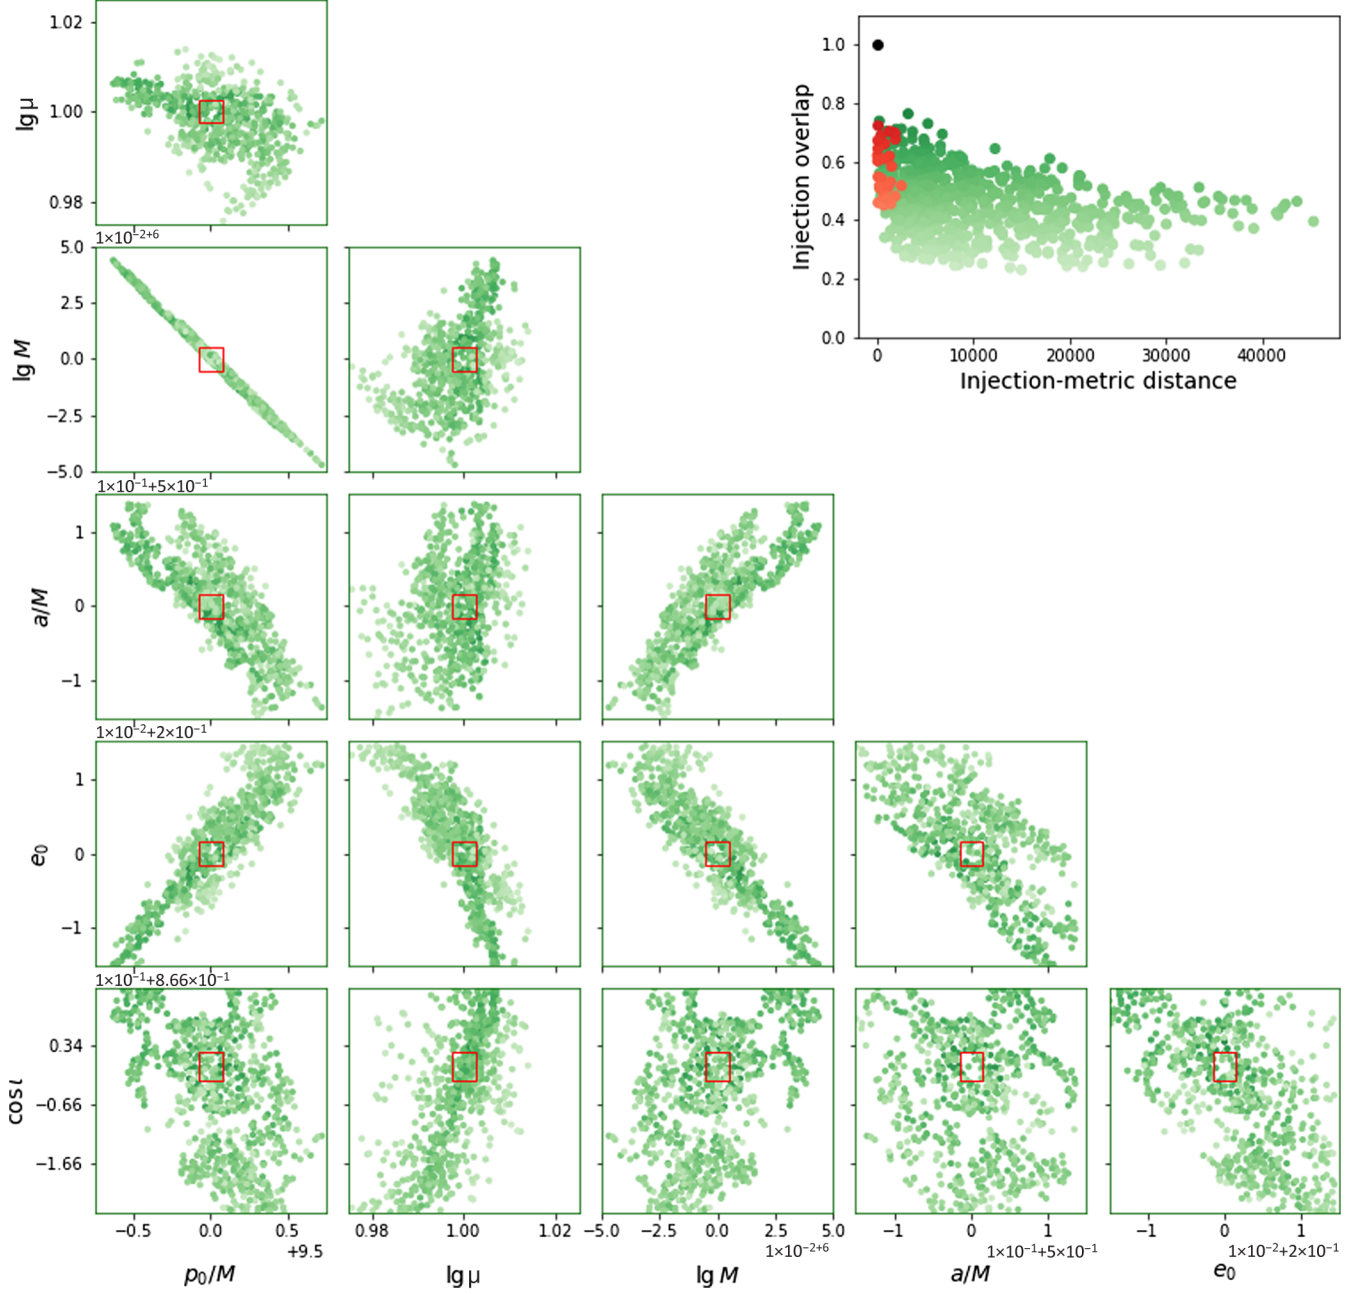 1.02
1.00
0.98
lg μ
1.0
0.8
0.6
0.4
0.2
0.0
Injection overlap
0 10000 20000 30000 40000
Injection-metric distance
1×10⁻²+6
5.0
2.5
0.0
−2.5
−5.0
lg M
1×10⁻¹+5×10⁻¹
1
0
−1
a/M
1×10⁻²+2×10⁻¹
1
0
−1
e₀
1×10⁻¹+8.66×10⁻¹
0.34
−0.66
−1.66
cos ι
−0.5 0.0 0.5
+9.5
p₀/M
0.98 1.00 1.02
lg μ
−5.0 −2.5 0.0 2.5 5.0
1×10⁻²+6
lg M
−1 0 1
1×10⁻¹+5×10⁻¹
a/M
−1 0 1
1×10⁻²+2×10⁻¹
e₀